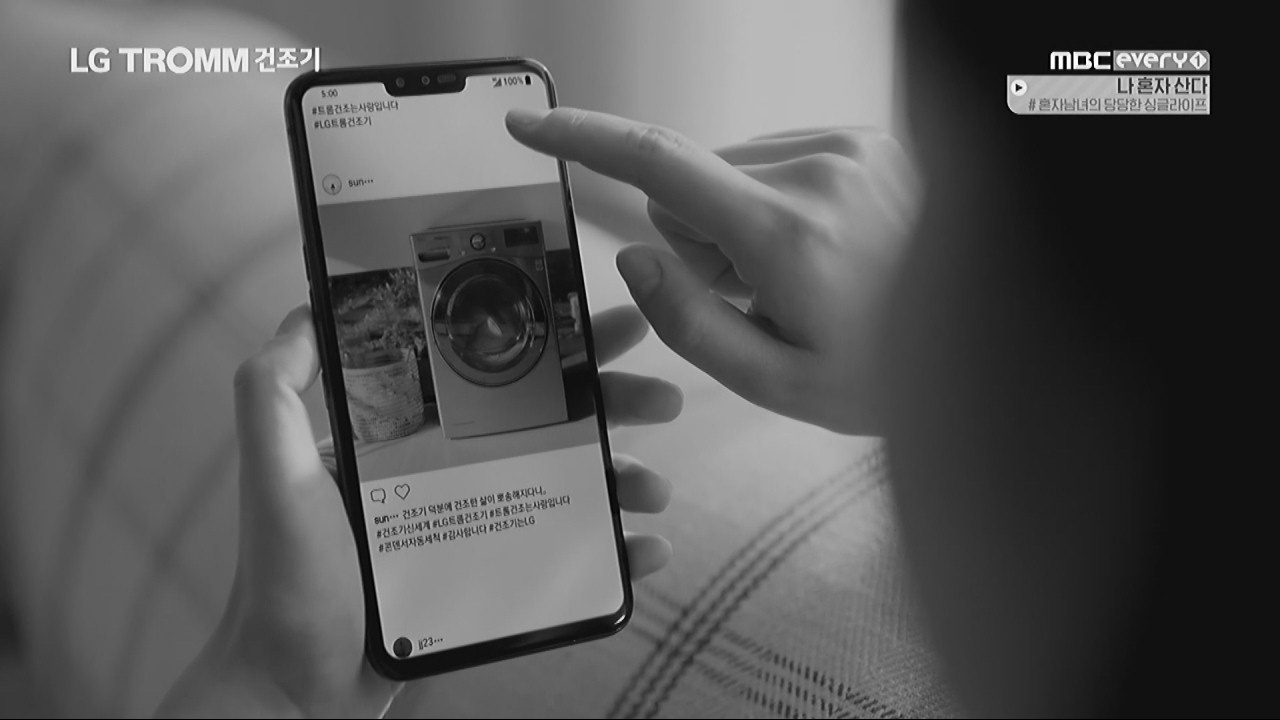 LG TROMM 건조기
MBC every1
나 혼자 산다
# 혼자남녀의 당당한 싱글라이프
5:00
100%
#트롬건조는사랑입니다
#LG트롬건조기
sun···
sun··· 건조기 덕분에 건조한 삶이 뽀송해지다니,,
#건조기신세계 #LG트롬건조기 #트롬건조는사랑입니다
#콘덴서자동세척 #감사합니다 #건조기는LG
jj23···